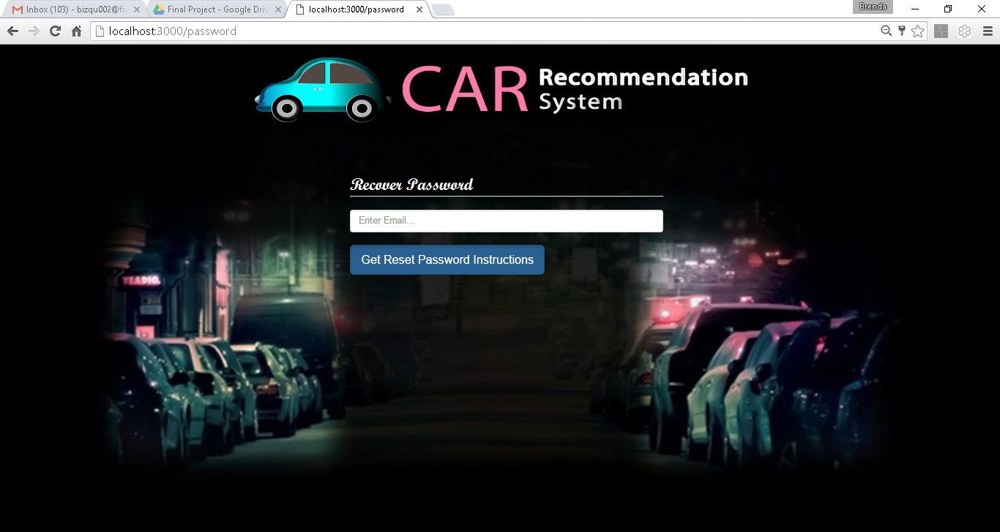 Inbox (103) - bizqu002@fi
Final Project - Google Driv
localhost:3000/password
Brenda
localhost:3000/password
CAR Recommendation
System
Recover Password
Enter Email...
Get Reset Password Instructions
YEADIO.